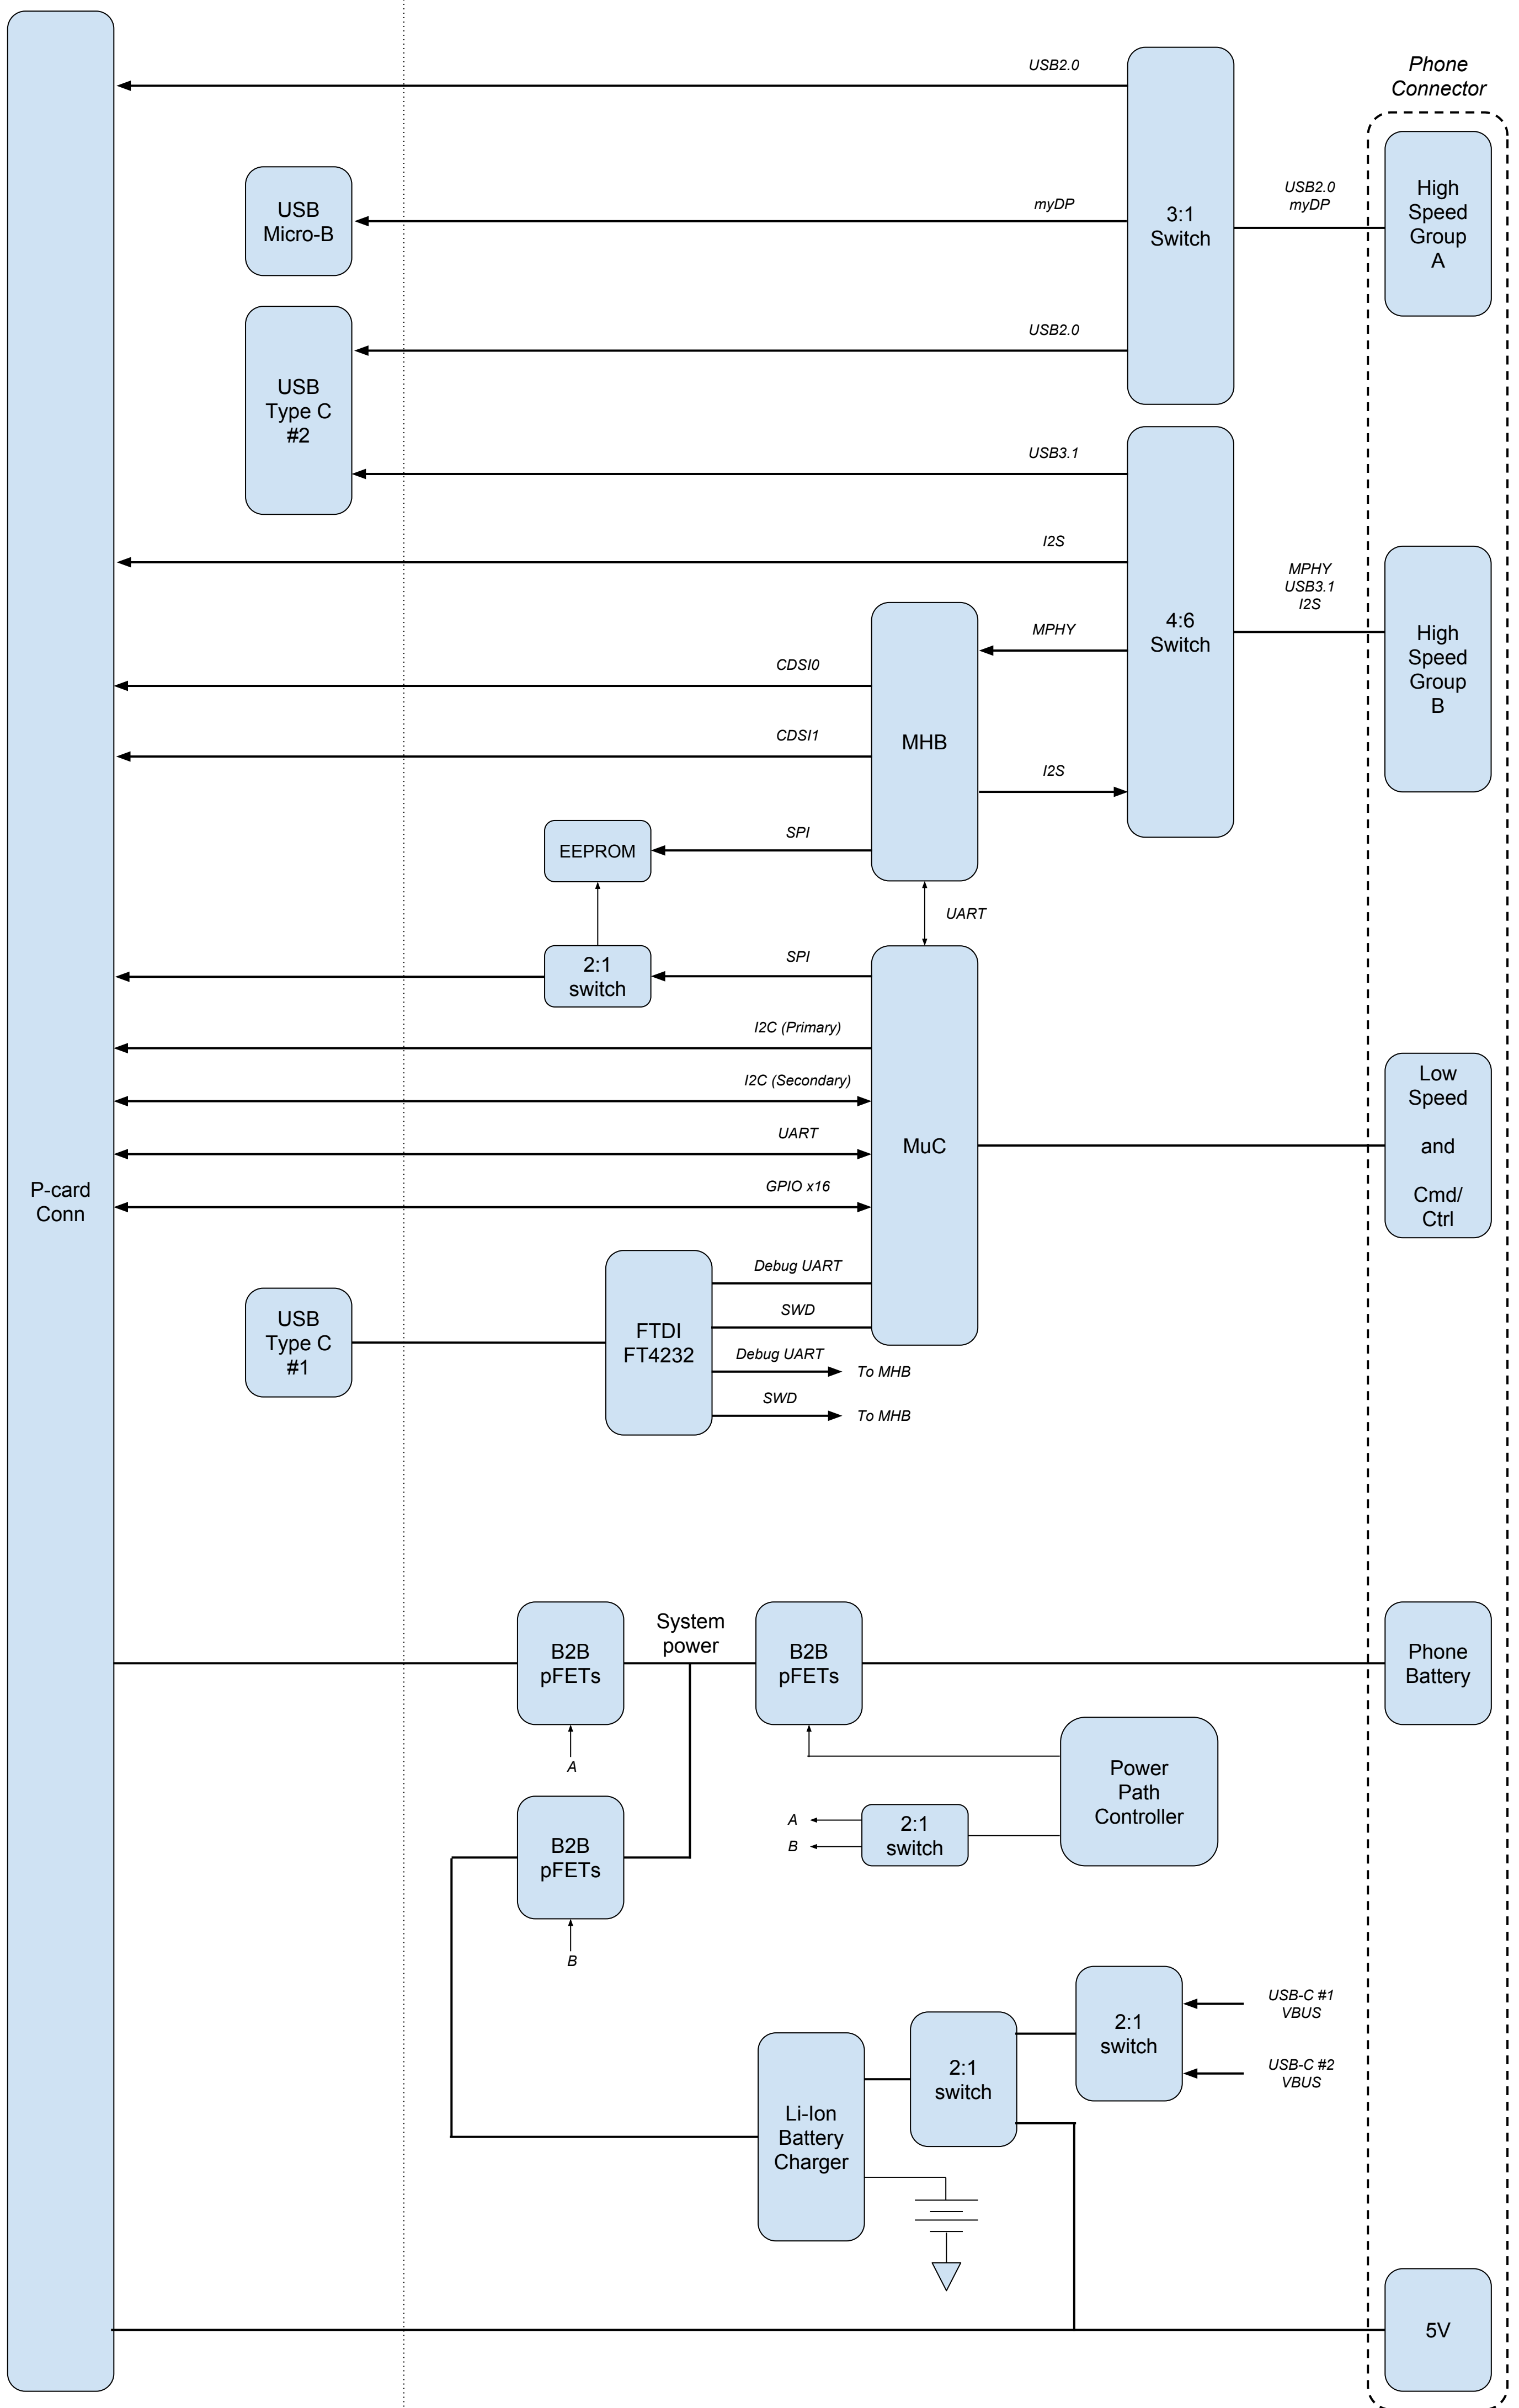 Phone
Connector
USB2.0
High
Speed
Group
A
USB2.0
myDP
3:1
Switch
USB
Micro-B
myDP
USB2.0
USB
Type C
#2
USB3.1
I2S
MPHY
USB3.1
I2S
4:6
Switch
High
Speed
Group
B
MPHY
CDSI0
CDSI1
MHB
I2S
SPI
EEPROM
UART
SPI
2:1
switch
I2C (Primary)
I2C (Secondary)
UART
GPIO x16
MuC
Low
Speed
and
Cmd/
Ctrl
P-card
Conn
Debug UART
SWD
FTDI
FT4232
USB
Type C
#1
Debug UART
To MHB
SWD
To MHB
System
power
B2B
pFETs
B2B
pFETs
Phone
Battery
A
Power
Path
Controller
A
B
2:1
switch
B2B
pFETs
B
USB-C #1
VBUS
2:1
switch
USB-C #2
VBUS
2:1
switch
Li-Ion
Battery
Charger
5V